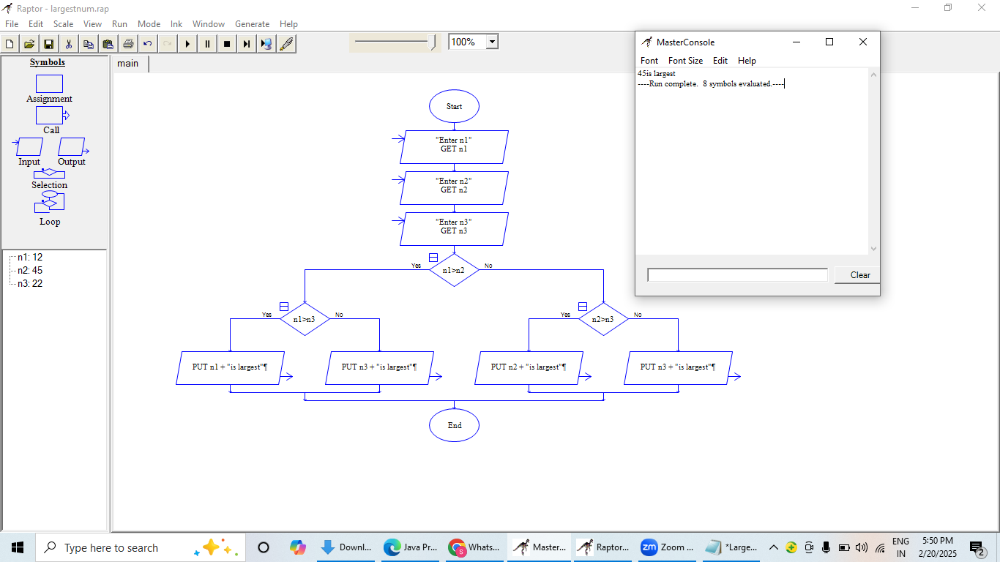 Raptor - largestnum.rap
File Edit Scale View Run Mode Ink Window Generate Help
100%
Symbols
Assignment
Call
Input Output
Selection
Loop
n1: 12
n2: 45
n3: 22
main
Start
"Enter n1"
GET n1
"Enter n2"
GET n2
"Enter n3"
GET n3
Yes n1>n2 No
Yes n1>n3 No
Yes n2>n3 No
PUT n1 + "is largest"¶
PUT n3 + "is largest"¶
PUT n2 + "is largest"¶
PUT n3 + "is largest"¶
End
MasterConsole
Font Font Size Edit Help
45is largest
----Run complete.  8 symbols evaluated.----
Clear
Type here to search
Downl...
Java Pr...
S
Whats...
Master...
Raptor...
zm
Zoom ...
*Large...
ENG
IN
5:50 PM
2/20/2025
2